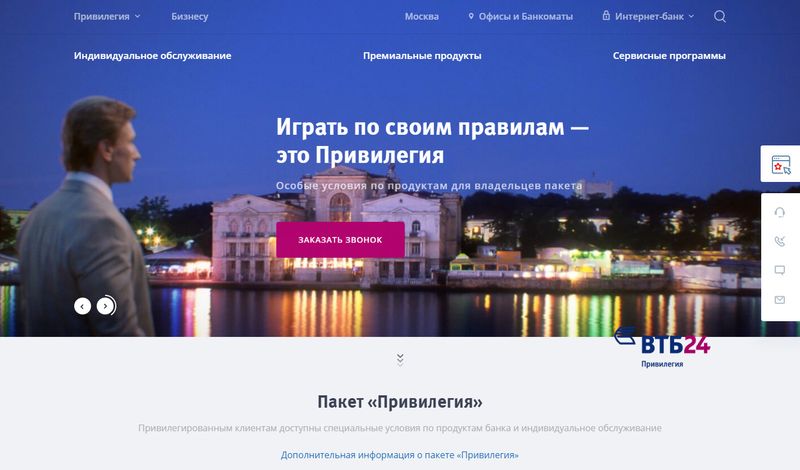 Привилегия
Бизнесу
Москва
Офисы и Банкоматы
Интернет-банк
Индивидуальное обслуживание
Премиальные продукты
Сервисные программы
Играть по своим правилам —
это Привилегия
Особые условия по продуктам для владельцев пакета
ЗАКАЗАТЬ ЗВОНОК
ВТБ24
Привилегия
Пакет «Привилегия»
Привилегированным клиентам доступны специальные условия по продуктам банка и индивидуальное обслуживание
Дополнительная информация о пакете «Привилегия»